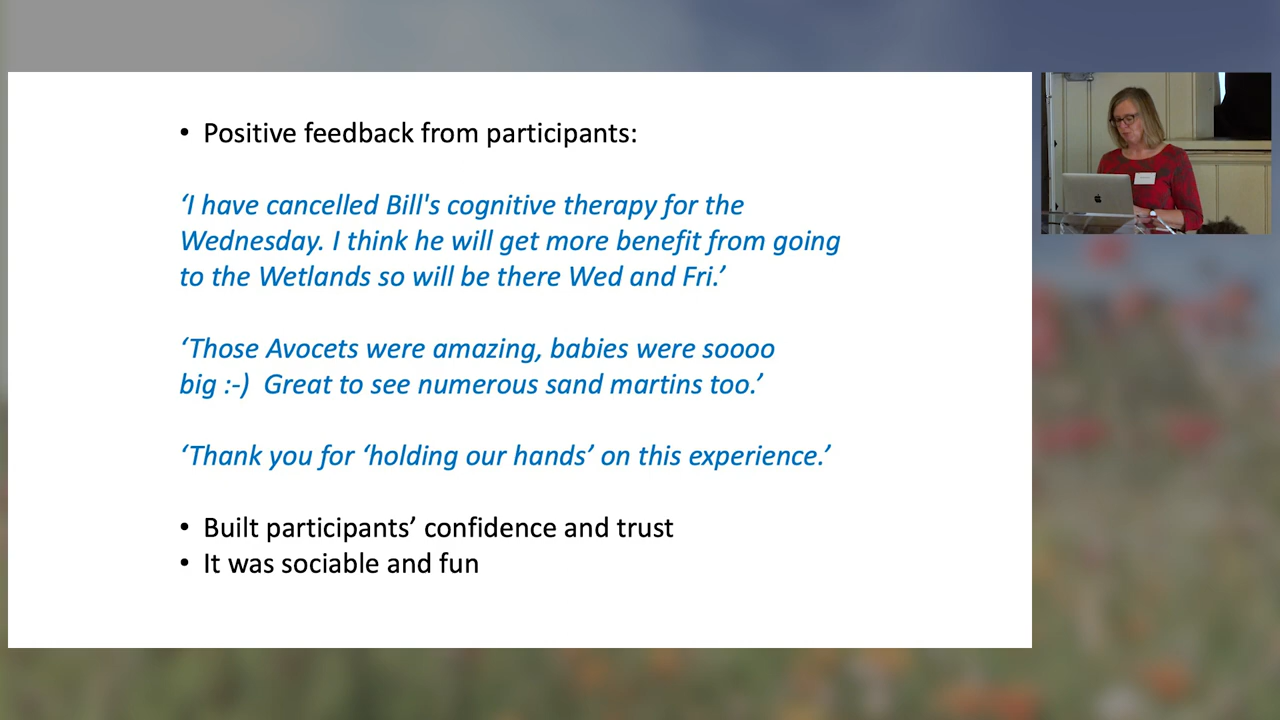 • Positive feedback from participants:
‘I have cancelled Bill's cognitive therapy for the
Wednesday. I think he will get more benefit from going
to the Wetlands so will be there Wed and Fri.’
‘Those Avocets were amazing, babies were soooo
big :-)  Great to see numerous sand martins too.’
‘Thank you for ‘holding our hands’ on this experience.’
• Built participants’ confidence and trust
• It was sociable and fun